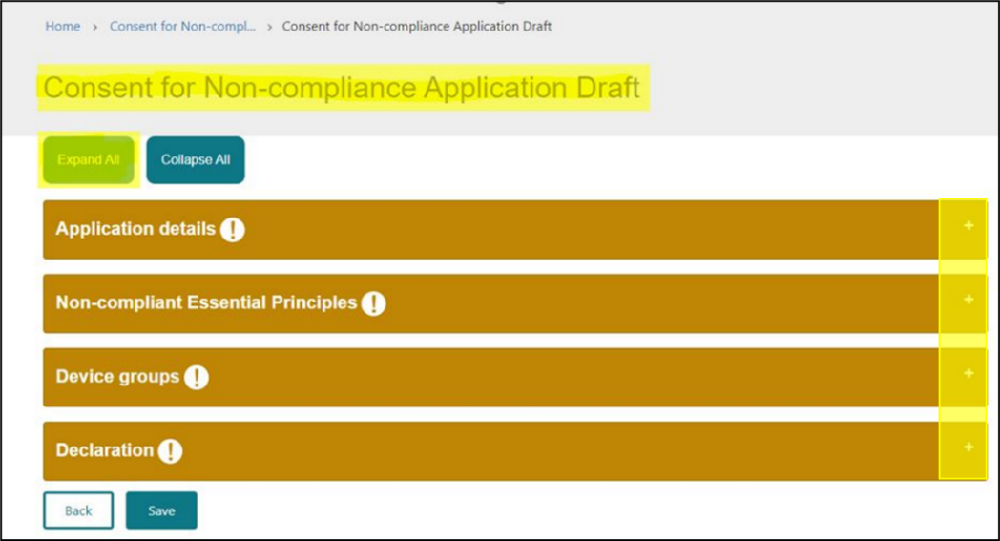 Home > Consent for Non-compl... > Consent for Non-compliance Application Draft
Consent for Non-compliance Application Draft
Expand All Collapse All
Application details ! +
Non-compliant Essential Principles ! +
Device groups ! +
Declaration ! +
Back Save